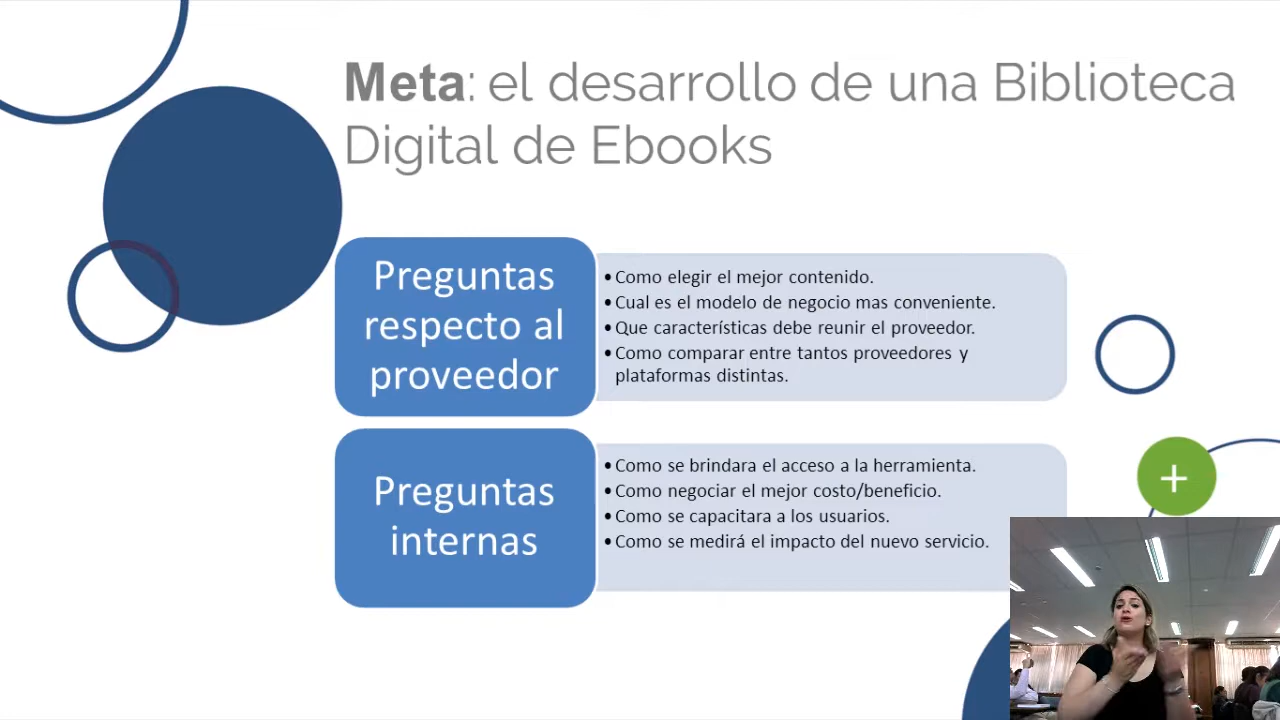 Meta: el desarrollo de una Biblioteca
Digital de Ebooks
Preguntas
respecto al
proveedor
•Como elegir el mejor contenido.
•Cual es el modelo de negocio mas conveniente.
•Que características debe reunir el proveedor.
•Como comparar entre tantos proveedores y
plataformas distintas.
Preguntas
internas
•Como se brindara el acceso a la herramienta.
•Como negociar el mejor costo/beneficio.
•Como se capacitara a los usuarios.
•Como se medirá el impacto del nuevo servicio.
+